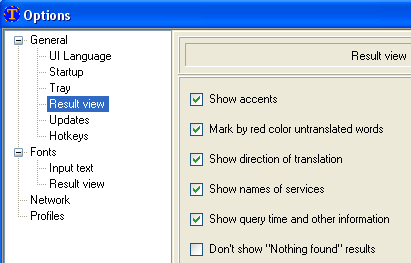 Options
General
UI Language
Startup
Tray
Result view
Updates
Hotkeys
Fonts
Input text
Result view
Network
Profiles
Result view
Show accents
Mark by red color untranslated words
Show direction of translation
Show names of services
Show query time and other information
Don't show "Nothing found" results